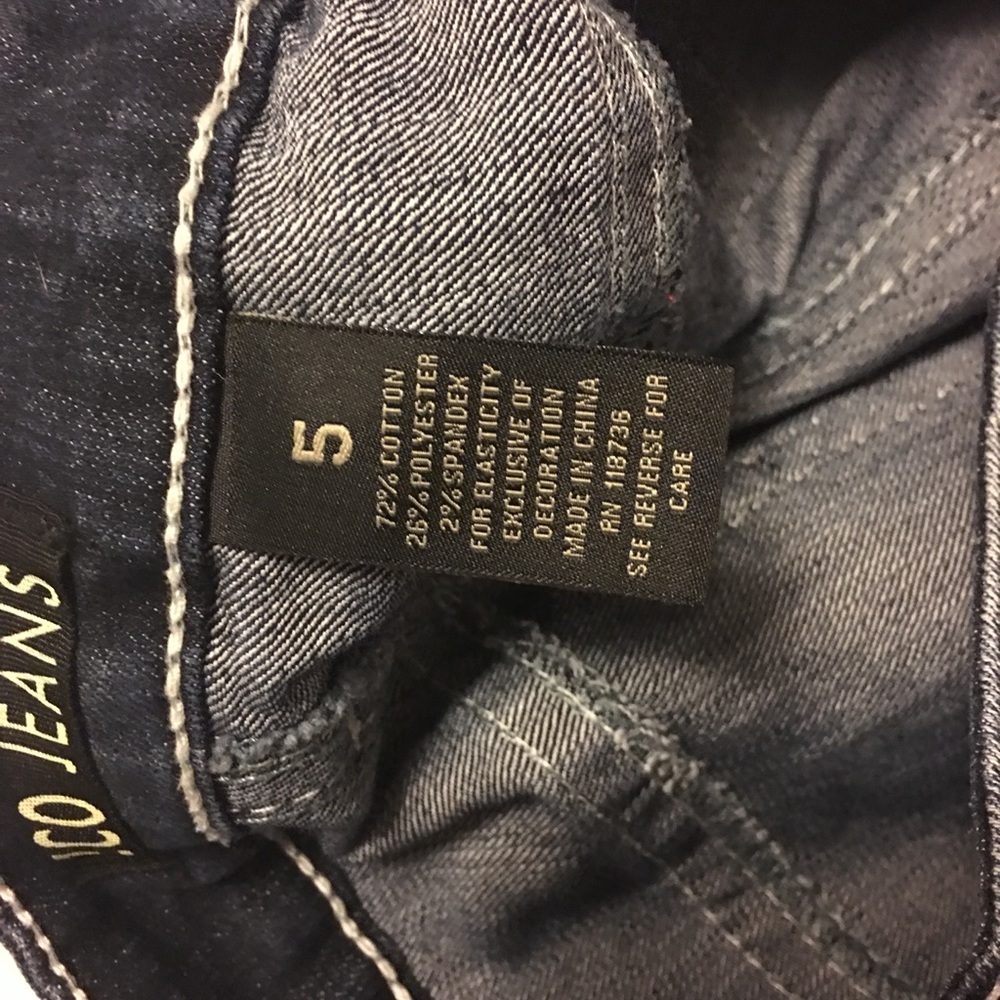 5
72% COTTON
26% POLYESTER
2% SPANDEX
FOR ELASTICITY
EXCLUSIVE OF
DECORATION
MADE IN CHINA
RN 18736
SEE REVERSE FOR
CARE
JEANS